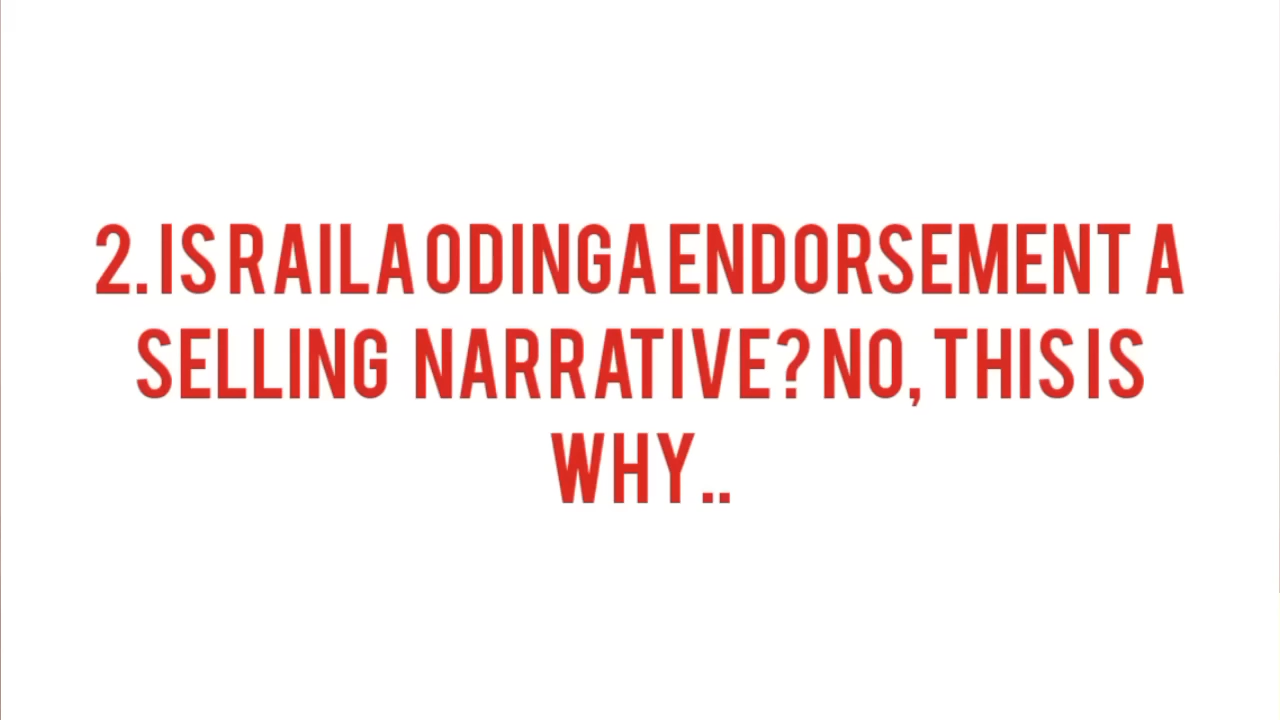 2. IS RAILA ODINGA ENDORSEMENT A
SELLING NARRATIVE? NO, THIS IS
WHY..